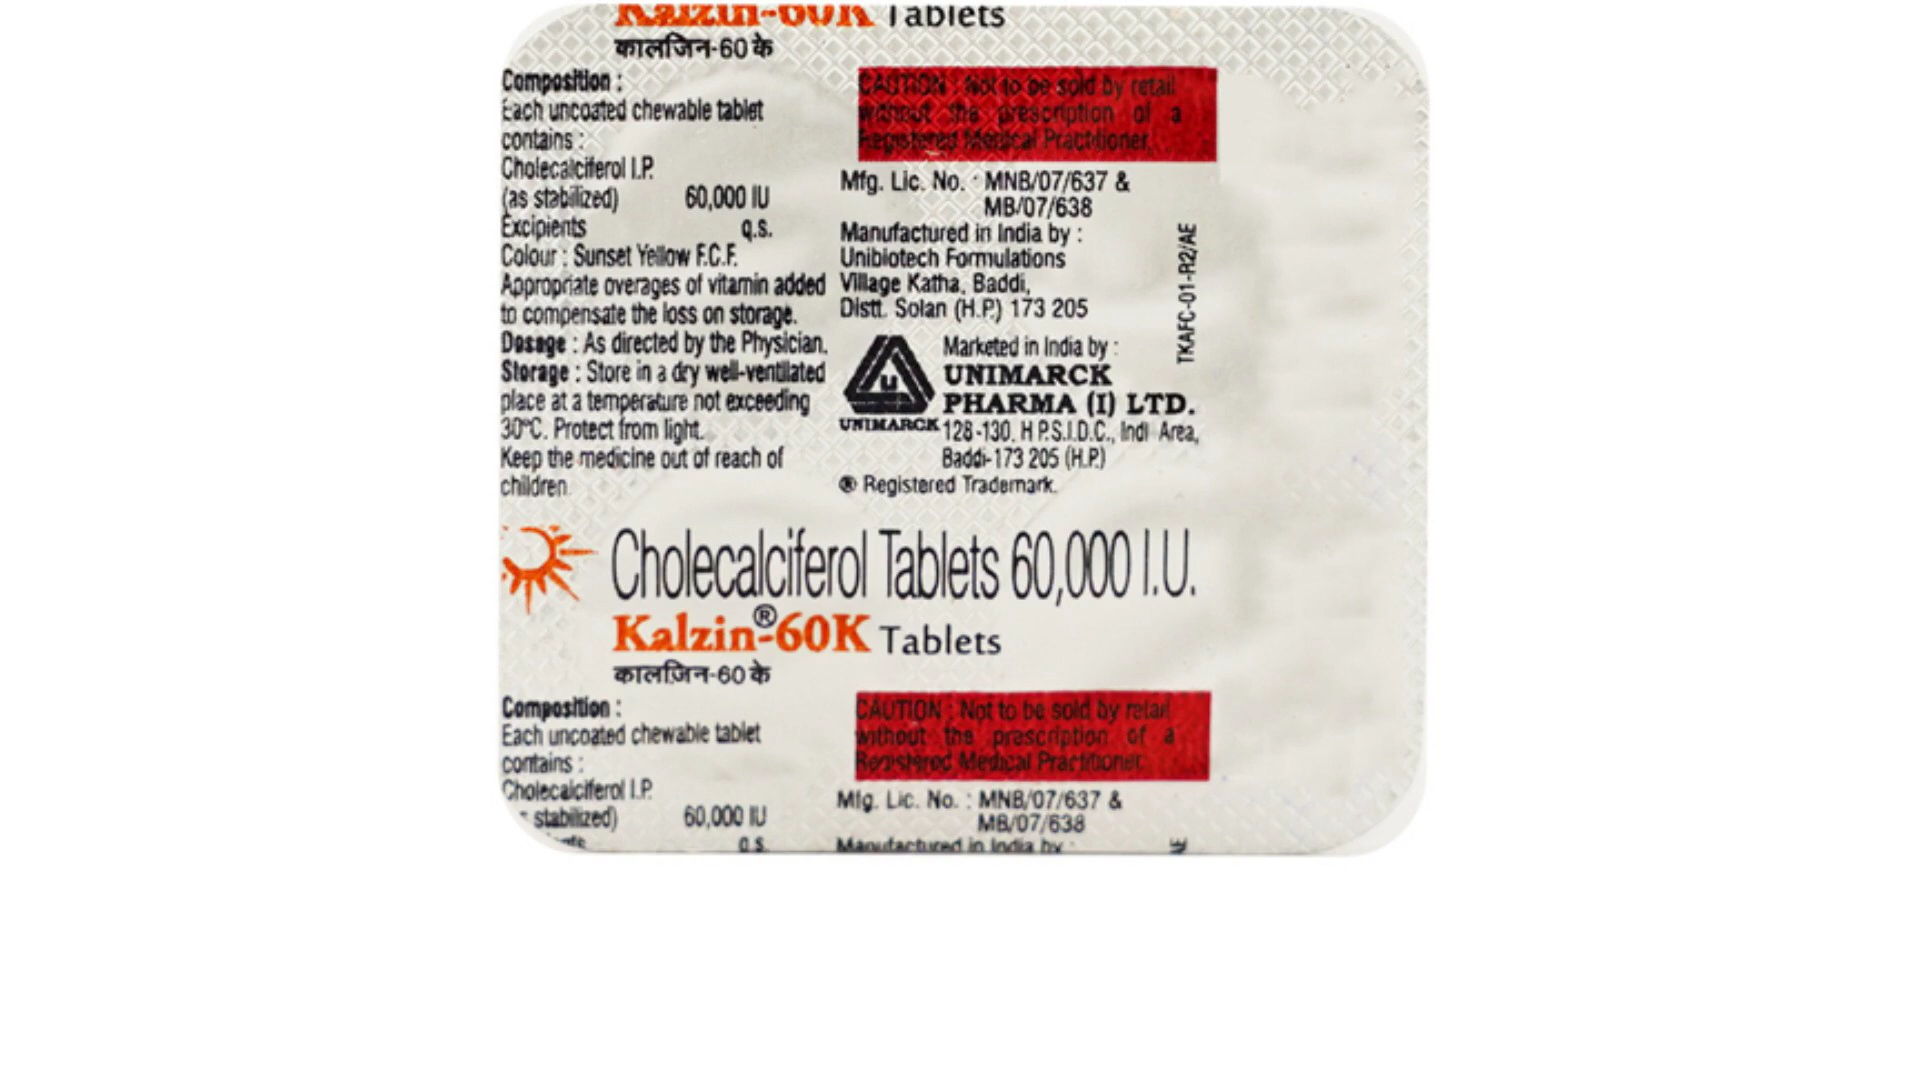 Kalzin-60K Tablets
कालजिन-60 के
Composition :
Each uncoated chewable tablet
contains :
Cholecalciferol I.P.
(as stabilized) 60,000 IU
Excipients q.s.
Colour : Sunset Yellow F.C.F.
Appropriate overages of vitamin added
to compensate the loss on storage.
Dosage : As directed by the Physician.
Storage : Store in a dry well-ventilated
place at a temperature not exceeding
30°C. Protect from light.
Keep the medicine out of reach of
children
CAUTION : Not to be sold by retail
without the prescription of a
Registered Medical Practitioner.
Mfg. Lic. No. : MNB/07/637 &
MB/07/638
Manufactured in India by :
Unibiotech Formulations
Village Katha, Baddi,
Distt. Solan (H.P.) 173 205
TKAFC-01-R2/AE
Marketed in India by :
UNIMARCK
PHARMA (I) LTD.
U
UNIMARCK
128-130, H.P.S.I.D.C., Indl Area,
Baddi-173 205 (H.P.)
® Registered Trademark.
Cholecalciferol Tablets 60,000 I.U.
Kalzin®-60K Tablets
कालजिन-60 के
Composition :
Each uncoated chewable tablet
contains :
Cholecalciferol I.P.
stabilized) 60,000 IU
q.s.
CAUTION : Not to be sold by retail
without the prescription of a
Registered Medical Practitioner.
Mfg. Lic. No. : MNB/07/637 &
MB/07/638
Manufactured in India by :